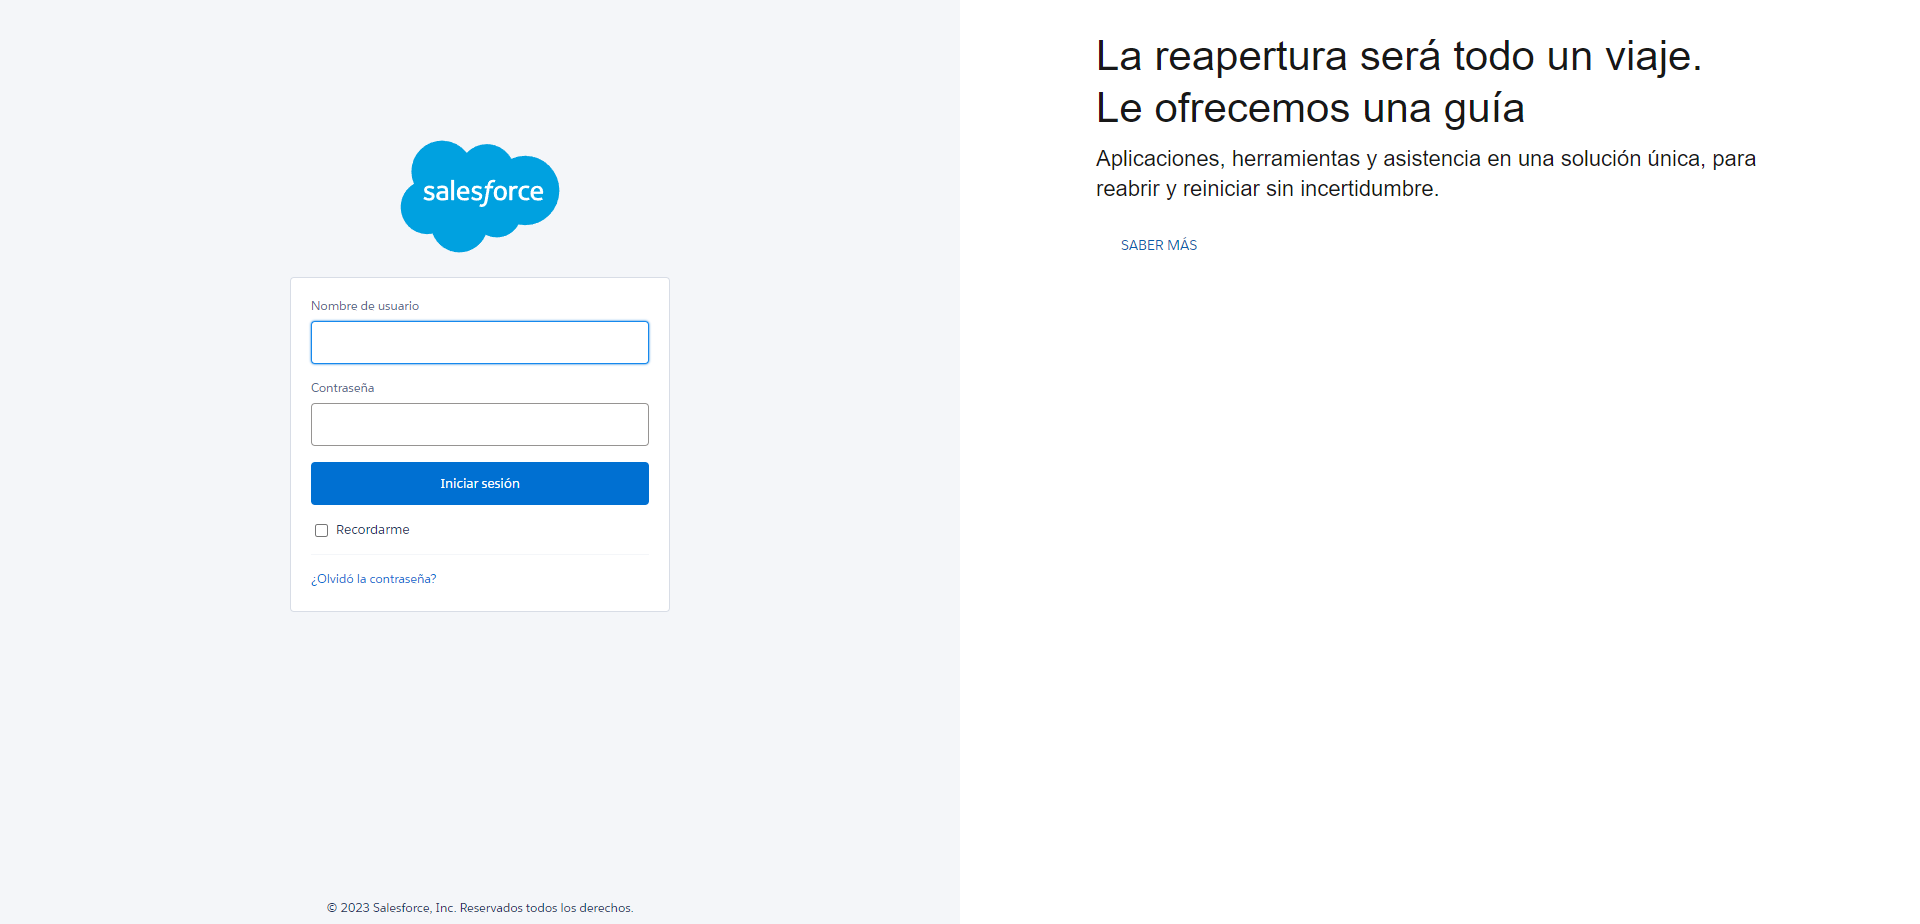 salesforce
Nombre de usuario
Contraseña
Iniciar sesión
Recordarme
¿Olvidó la contraseña?
© 2023 Salesforce, Inc. Reservados todos los derechos.
La reapertura será todo un viaje.
Le ofrecemos una guía
Aplicaciones, herramientas y asistencia en una solución única, para
reabrir y reiniciar sin incertidumbre.
SABER MÁS